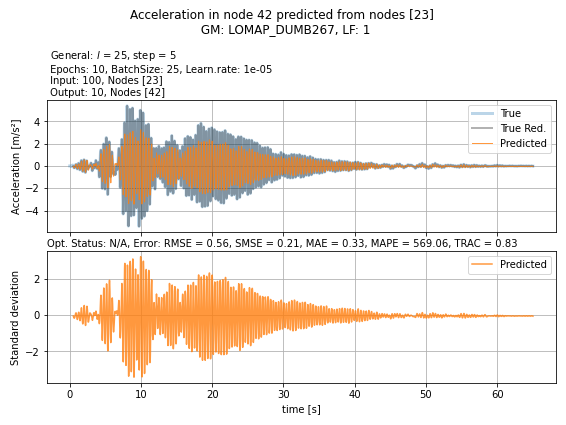 Acceleration in node 42 predicted from nodes [23]
GM: LOMAP_DUMB267, LF: 1
General: l = 25, step = 5
Epochs: 10, BatchSize: 25, Learn.rate: 1e-05
Input: 100, Nodes [23]
Output: 10, Nodes [42]
Acceleration [m/s²]
4
2
0
−2
−4
True
True Red.
Predicted
Opt. Status: N/A, Error: RMSE = 0.56, SMSE = 0.21, MAE = 0.33, MAPE = 569.06, TRAC = 0.83
Standard deviation
2
0
−2
Predicted
0 10 20 30 40 50 60
time [s]